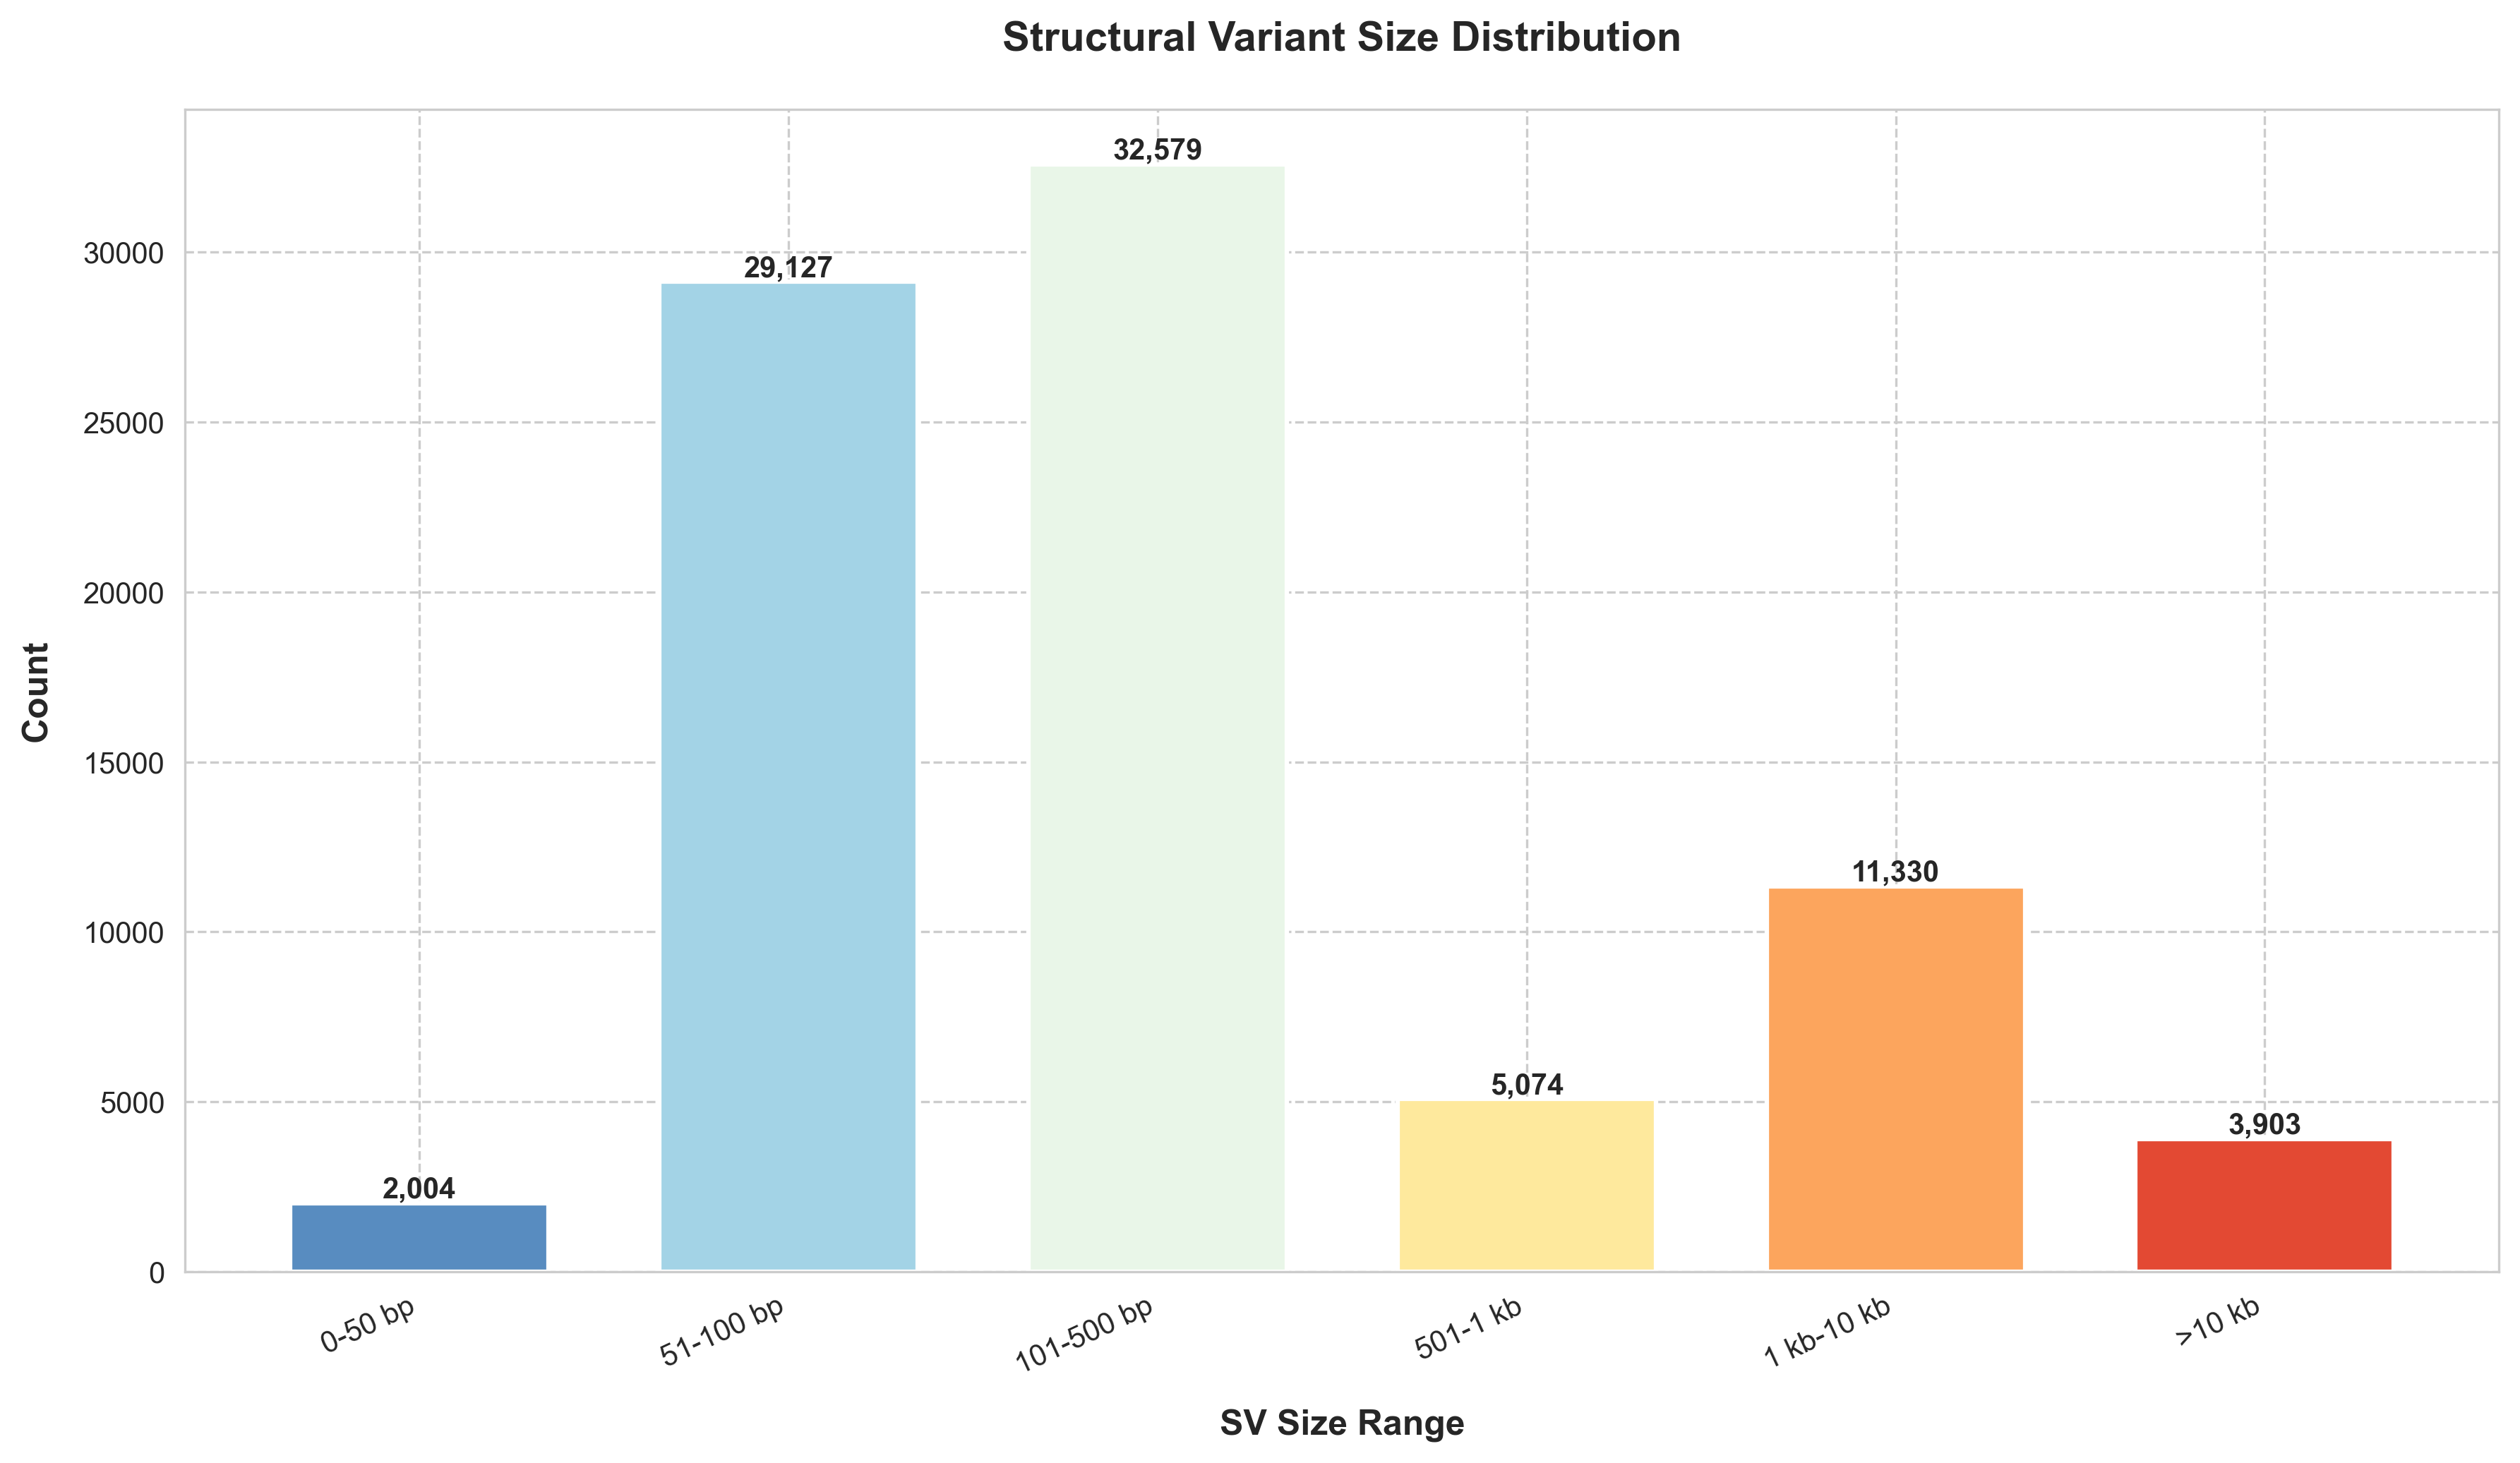 Structural Variant Size Distribution
32,579
30000
29,127
25000
20000
Count
15000
11,330
10000
5,074
5000
3,903
2,004
0
0-50 bp
51-100 bp
101-500 bp
501-1 kb
1 kb-10 kb
>10 kb
SV Size Range